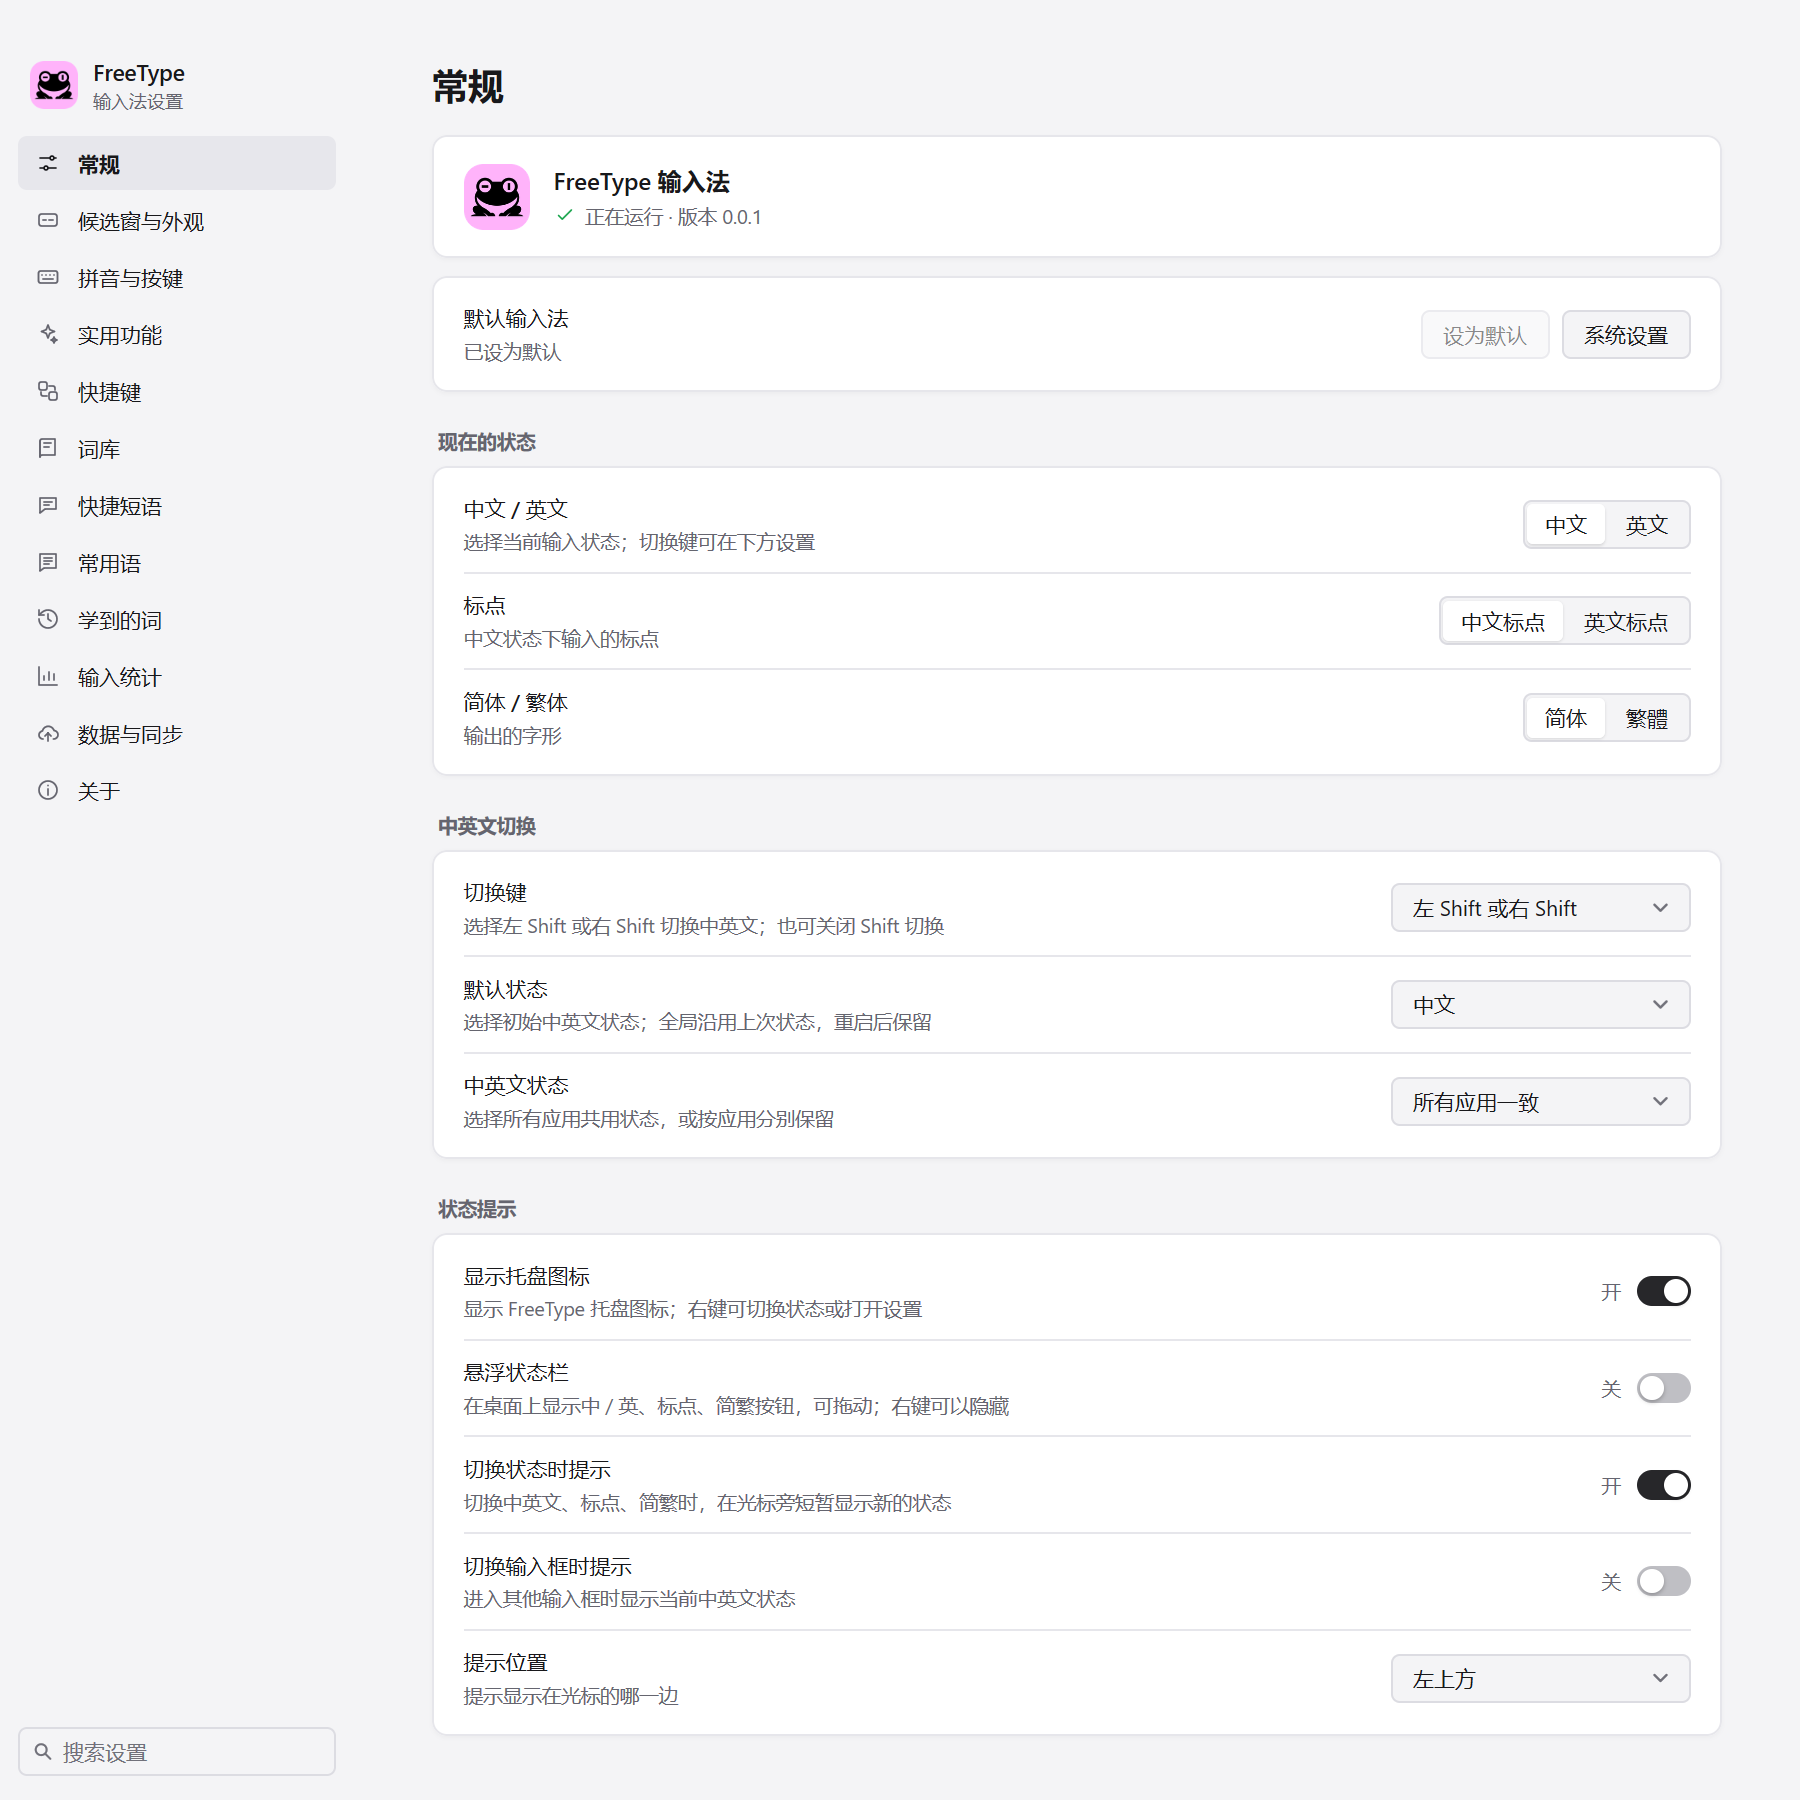 FreeType
输入法设置
常规
候选窗与外观
拼音与按键
实用功能
快捷键
词库
快捷短语
常用语
学到的词
输入统计
数据与同步
关于
搜索设置
常规
FreeType 输入法
正在运行 · 版本 0.0.1
默认输入法
已设为默认
设为默认
系统设置
现在的状态
中文 / 英文
选择当前输入状态；切换键可在下方设置
中文
英文
标点
中文状态下输入的标点
中文标点
英文标点
简体 / 繁体
输出的字形
简体
繁體
中英文切换
切换键
选择左 Shift 或右 Shift 切换中英文；也可关闭 Shift 切换
左 Shift 或右 Shift
默认状态
选择初始中英文状态；全局沿用上次状态，重启后保留
中文
中英文状态
选择所有应用共用状态，或按应用分别保留
所有应用一致
状态提示
显示托盘图标
显示 FreeType 托盘图标；右键可切换状态或打开设置
开
悬浮状态栏
在桌面上显示中 / 英、标点、简繁按钮，可拖动；右键可以隐藏
关
切换状态时提示
切换中英文、标点、简繁时，在光标旁短暂显示新的状态
开
切换输入框时提示
进入其他输入框时显示当前中英文状态
关
提示位置
提示显示在光标的哪一边
左上方